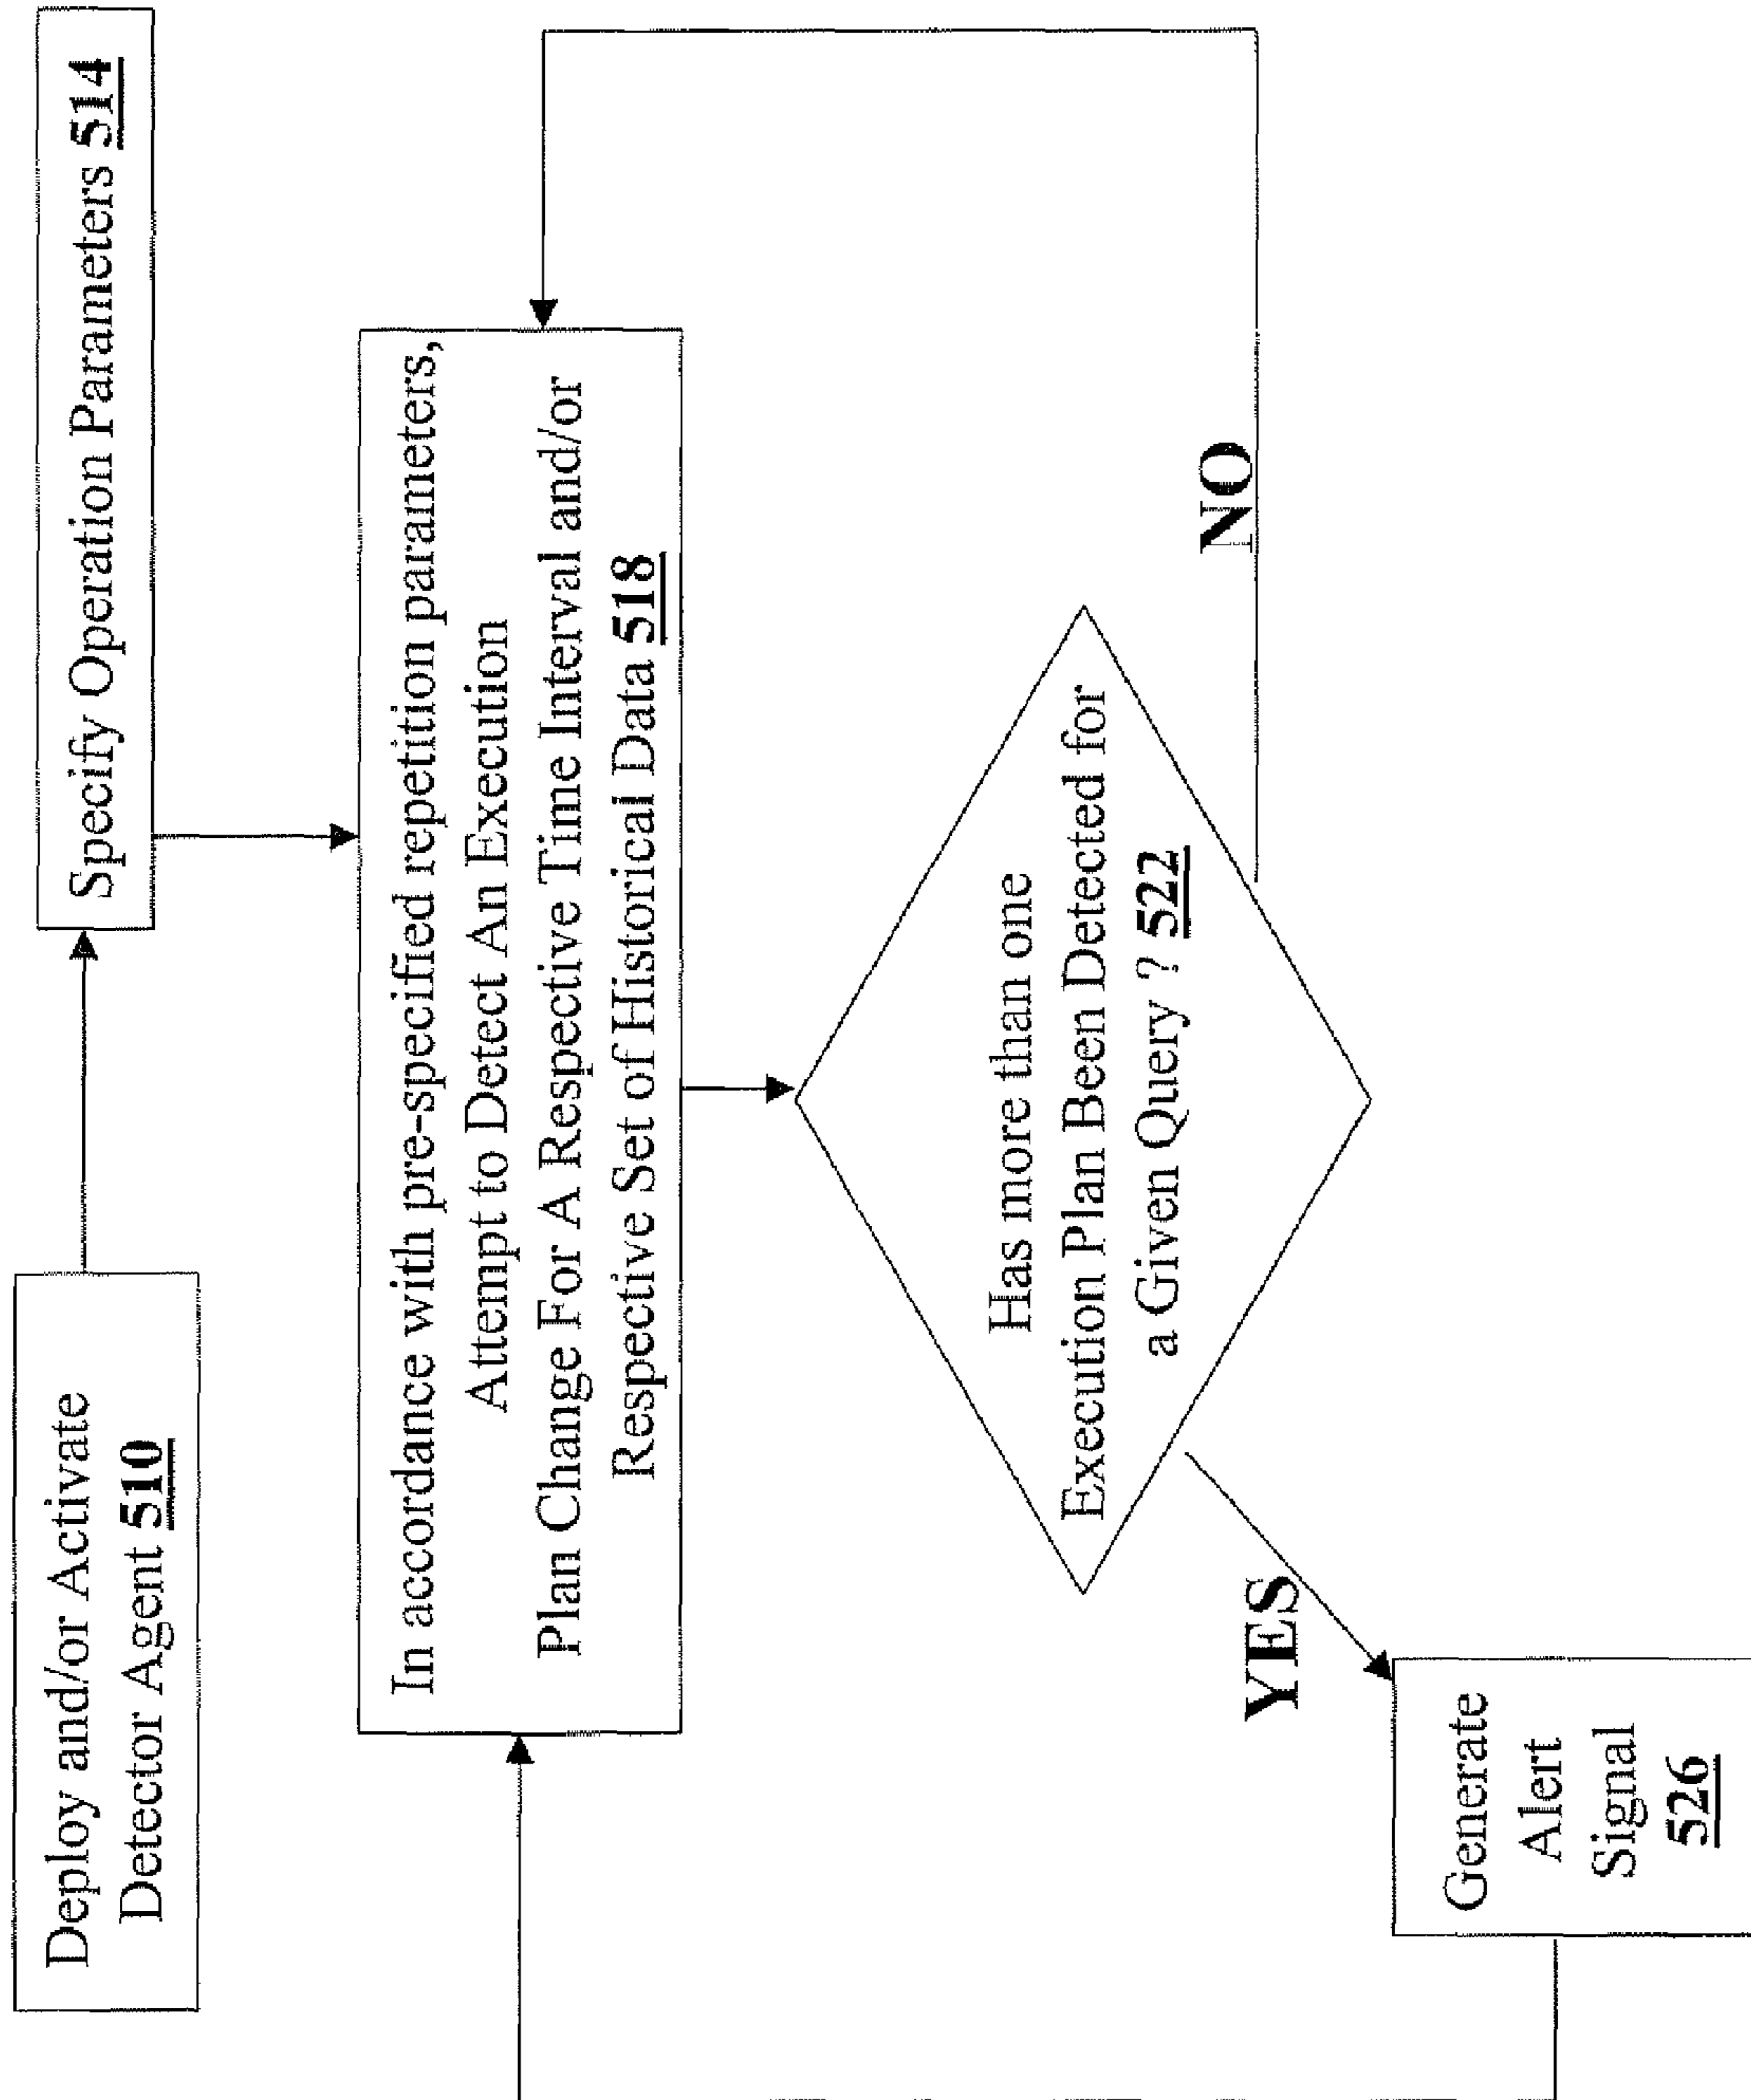 Deploy and/or Activate
Detector Agent 510
Specify Operation Parameters 514
In accordance with pre-specified repetition parameters,
Attempt to Detect An Execution
Plan Change For A Respective Time Interval and/or
Respective Set of Historical Data 518
Has more than one
Execution Plan Been Detected for
a Given Query ? 522
YES
NO
Generate
Alert
Signal
526